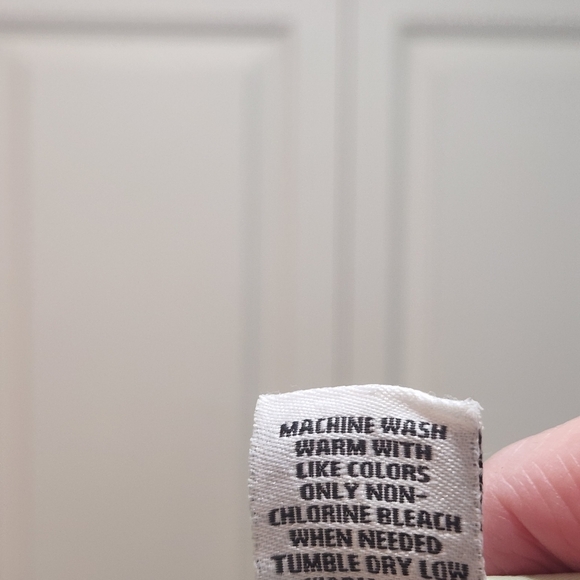 MACHINE WASH
WARM WITH
LIKE COLORS
ONLY NON-
CHLORINE BLEACH
WHEN NEEDED
TUMBLE DRY LOW